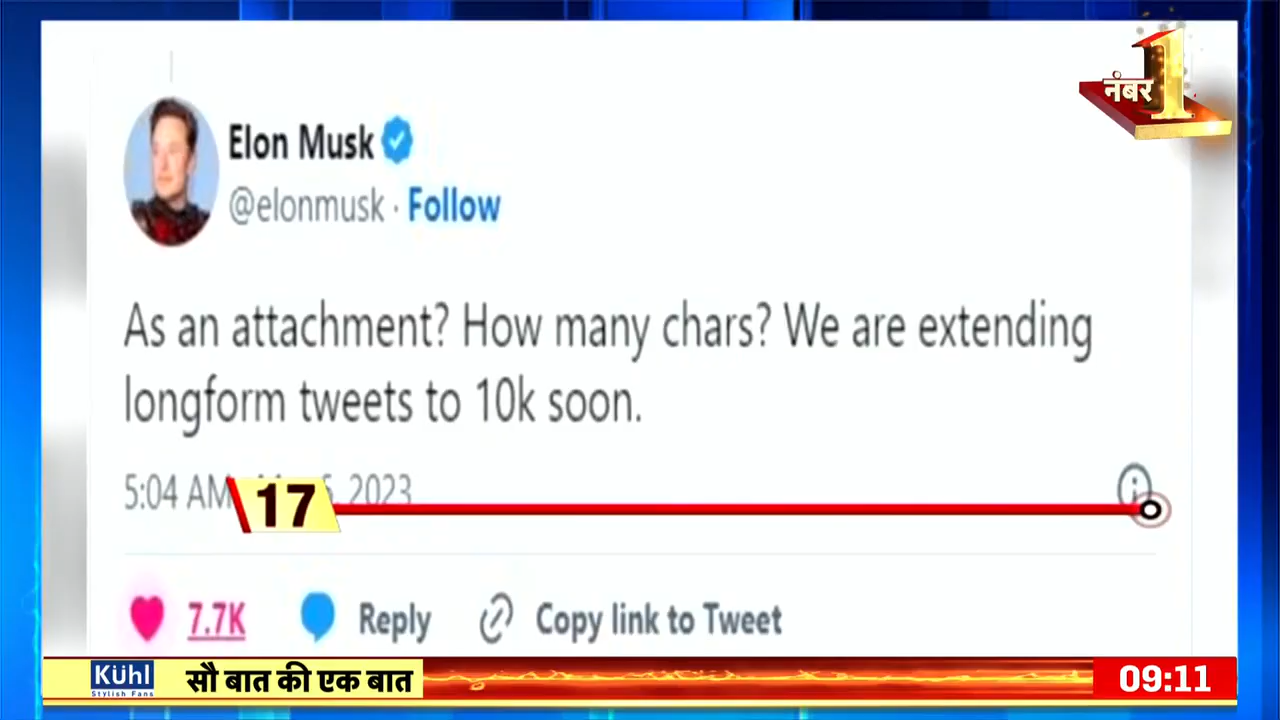 नंबर 1
Elon Musk
@elonmusk · Follow
As an attachment? How many chars? We are extending
longform tweets to 10k soon.
5:04 AM 2023
17
7.7K Reply Copy link to Tweet
Kühl
Stylish Fans
सौ बात की एक बात
09:11